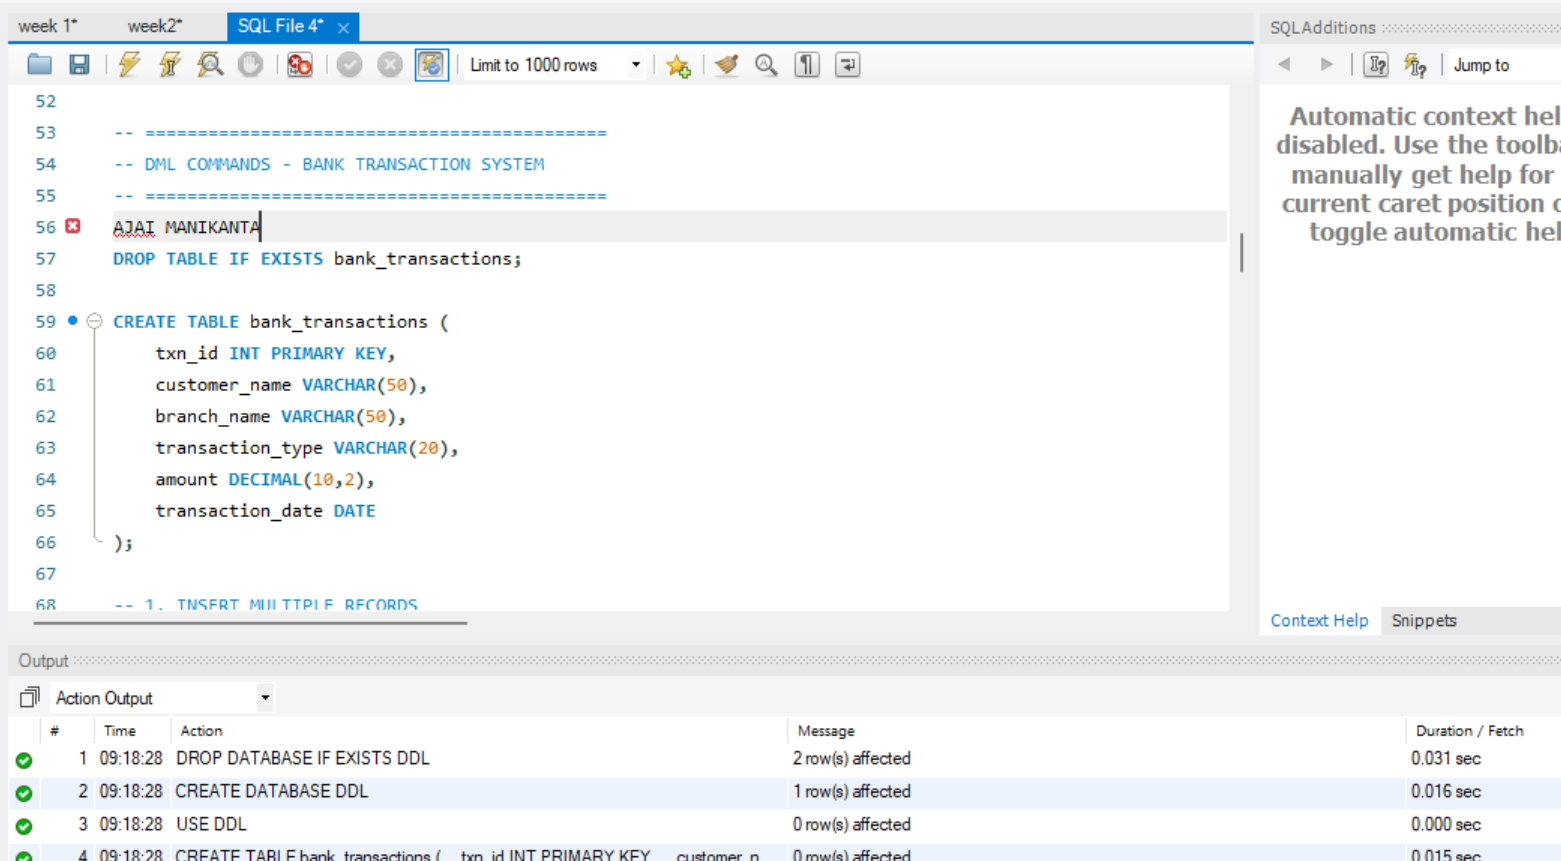 week 1* week2* SQL File 4* ×
SQLAdditions
Limit to 1000 rows
Jump to
52
53 -- ============================================
54 -- DML COMMANDS - BANK TRANSACTION SYSTEM
55 -- ============================================
56 AJAI MANIKANTA
57 DROP TABLE IF EXISTS bank_transactions;
58
59 CREATE TABLE bank_transactions (
60 txn_id INT PRIMARY KEY,
61 customer_name VARCHAR(50),
62 branch_name VARCHAR(50),
63 transaction_type VARCHAR(20),
64 amount DECIMAL(10,2),
65 transaction_date DATE
66 );
67
68 -- 1. INSERT MULTIPLE RECORDS
Automatic context hel
disabled. Use the toolba
manually get help for
current caret position o
toggle automatic hel
Context Help Snippets
Output
Action Output
# Time Action Message Duration / Fetch
1 09:18:28 DROP DATABASE IF EXISTS DDL 2 row(s) affected 0.031 sec
2 09:18:28 CREATE DATABASE DDL 1 row(s) affected 0.016 sec
3 09:18:28 USE DDL 0 row(s) affected 0.000 sec
4 09:18:28 CREATE TABLE bank_transactions ( txn_id INT PRIMARY KEY, customer_n... 0 row(s) affected 0.015 sec